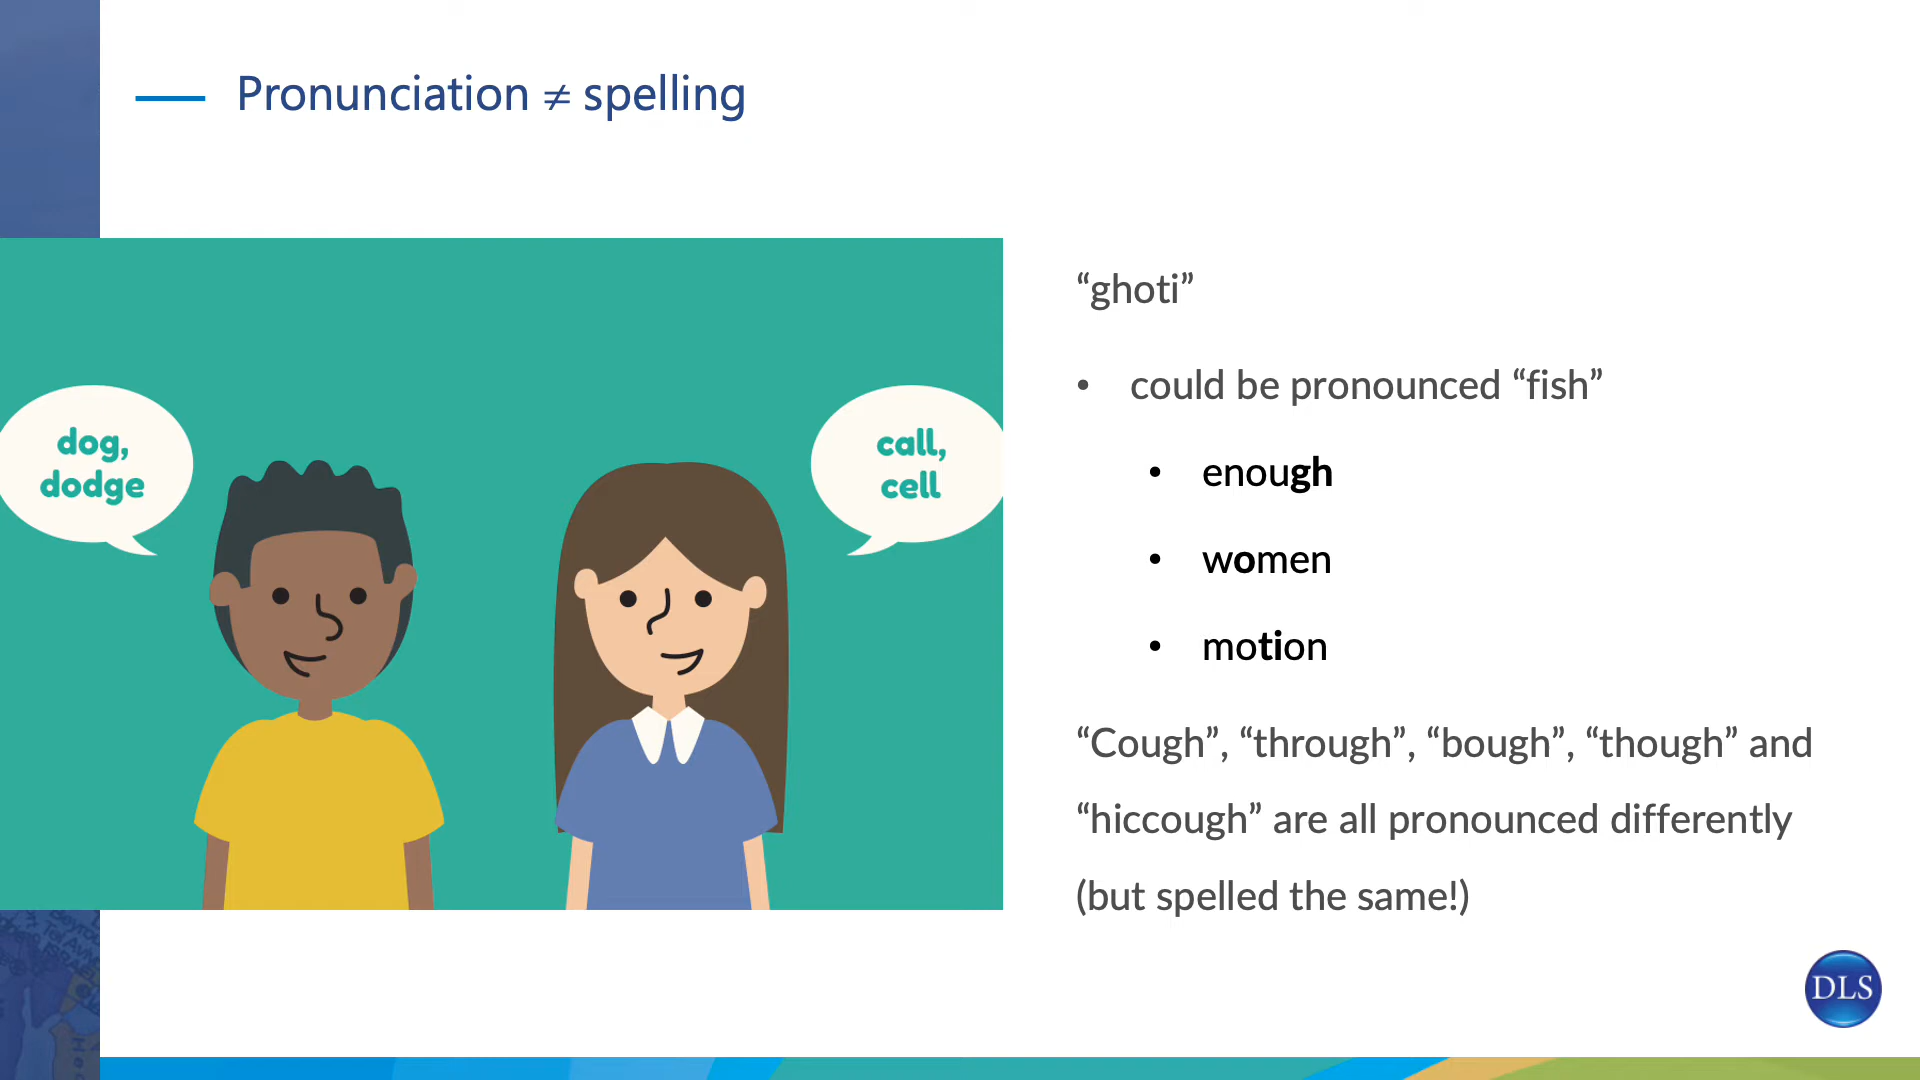 Pronunciation ≠ spelling
dog,
dodge
call,
cell
“ghoti”
• could be pronounced “fish”
• enough
• women
• motion
“Cough”, “through”, “bough”, “though” and
“hiccough” are all pronounced differently
(but spelled the same!)
DLS